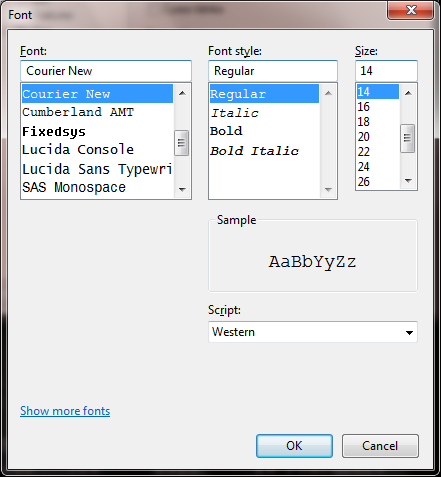 Font
Font: Font style: Size:
Courier New Regular 14
Courier New Regular 14
Cumberland AMT Italic 16
Fixedsys Bold 18
Lucida Console Bold Italic 20
Lucida Sans Typewri 22
SAS Monospace 24
26
Sample
AaBbYyZz
Script:
Western
Show more fonts
OK Cancel